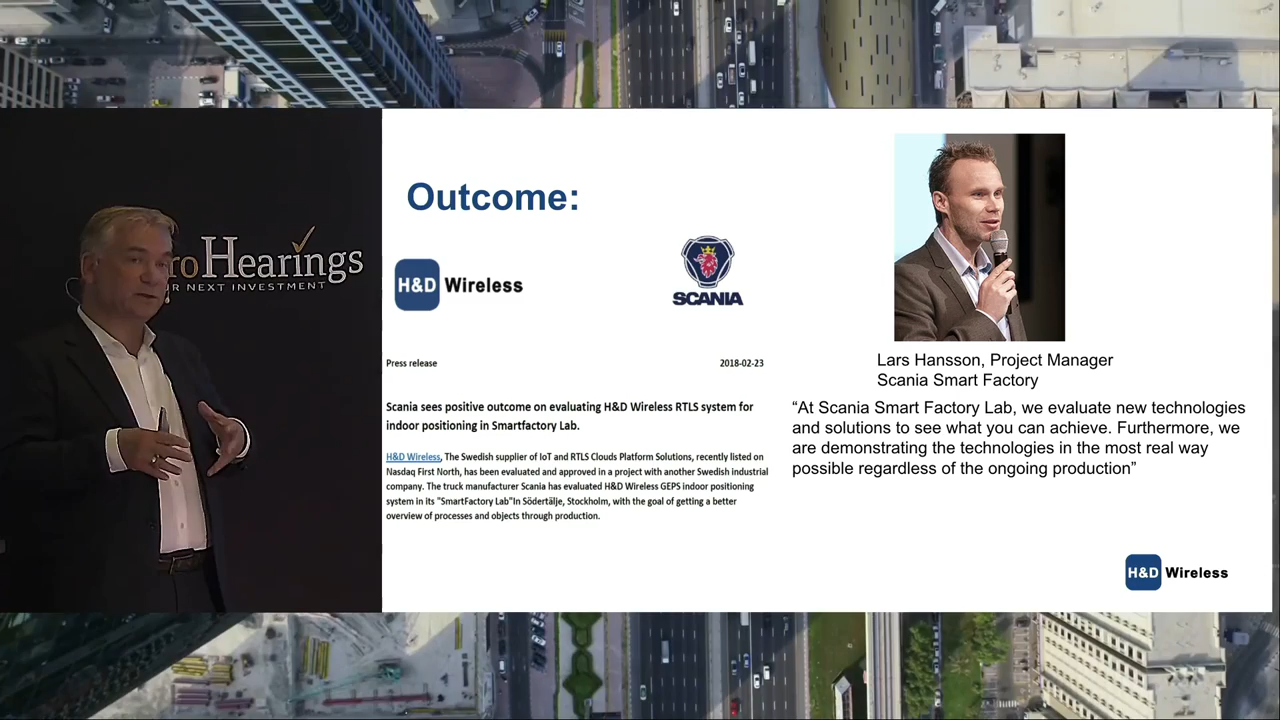 roHearings
R NEXT INVESTMENT
Outcome:
H&D Wireless
SCANIA
Press release 2018-02-23
Scania sees positive outcome on evaluating H&D Wireless RTLS system for
indoor positioning in Smartfactory Lab.
H&D Wireless, The Swedish supplier of IoT and RTLS Clouds Platform Solutions, recently listed on
Nasdaq First North, has been evaluated and approved in a project with another Swedish industrial
company. The truck manufacturer Scania has evaluated H&D Wireless GEPS indoor positioning
system in its "SmartFactory Lab"In Södertälje, Stockholm, with the goal of getting a better
overview of processes and objects through production.
Lars Hansson, Project Manager
Scania Smart Factory
“At Scania Smart Factory Lab, we evaluate new technologies
and solutions to see what you can achieve. Furthermore, we
are demonstrating the technologies in the most real way
possible regardless of the ongoing production”
H&D Wireless